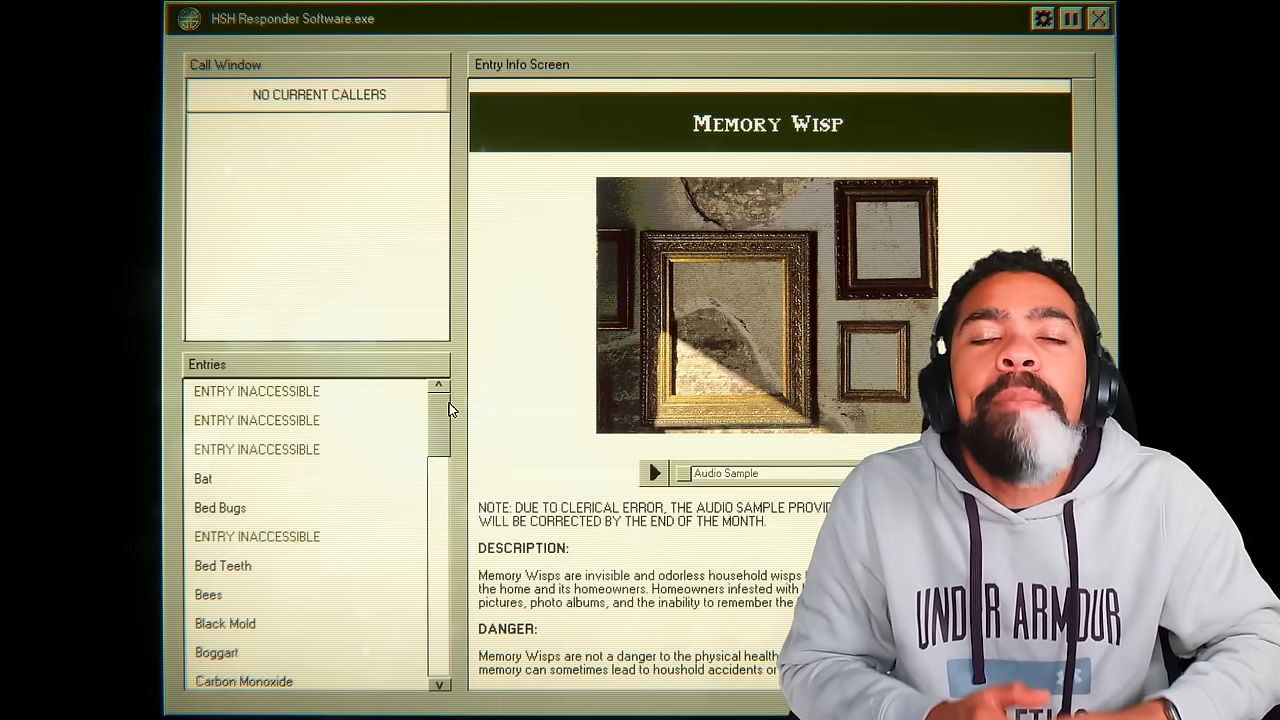 HSH Responder Software.exe
Call Window
NO CURRENT CALLERS
Entries
ENTRY INACCESSIBLE
ENTRY INACCESSIBLE
ENTRY INACCESSIBLE
Bat
Bed Bugs
ENTRY INACCESSIBLE
Bed Teeth
Bees
Black Mold
Boggart
Carbon Monoxide
Entry Info Screen
MEMORY WISP
Audio Sample
NOTE: DUE TO CLERICAL ERROR, THE AUDIO SAMPLE
WILL BE CORRECTED BY THE END OF THE MONTH.
DESCRIPTION:
Memory Wisps are invisible and odorless household wisps
the home and its homeowners. Homeowners infested with
pictures, photo albums, and the inability to remember the
DANGER:
Memory Wisps are not a danger to the physical health
memory can sometimes lead to houshold accidents or
UNDER ARMOUR